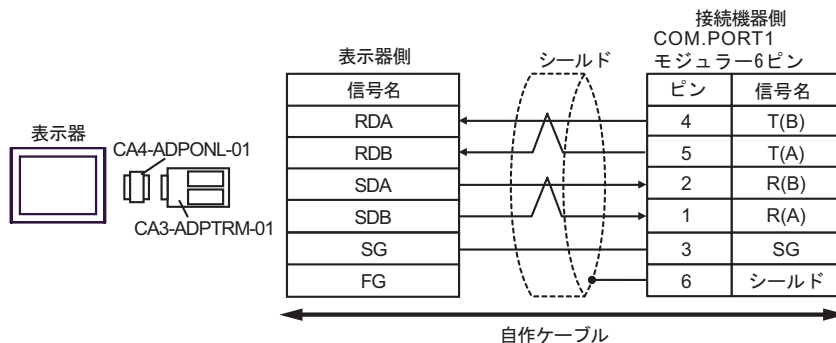 接続機器側
COM.PORT1
モジュラー6ピン
表示器側
シールド
信号名
ピン 信号名
RDA 4 T(B)
RDB 5 T(A)
SDA 2 R(B)
SDB 1 R(A)
SG 3 SG
FG 6 シールド
表示器
CA4-ADPONL-01
CA3-ADPTRM-01
自作ケーブル